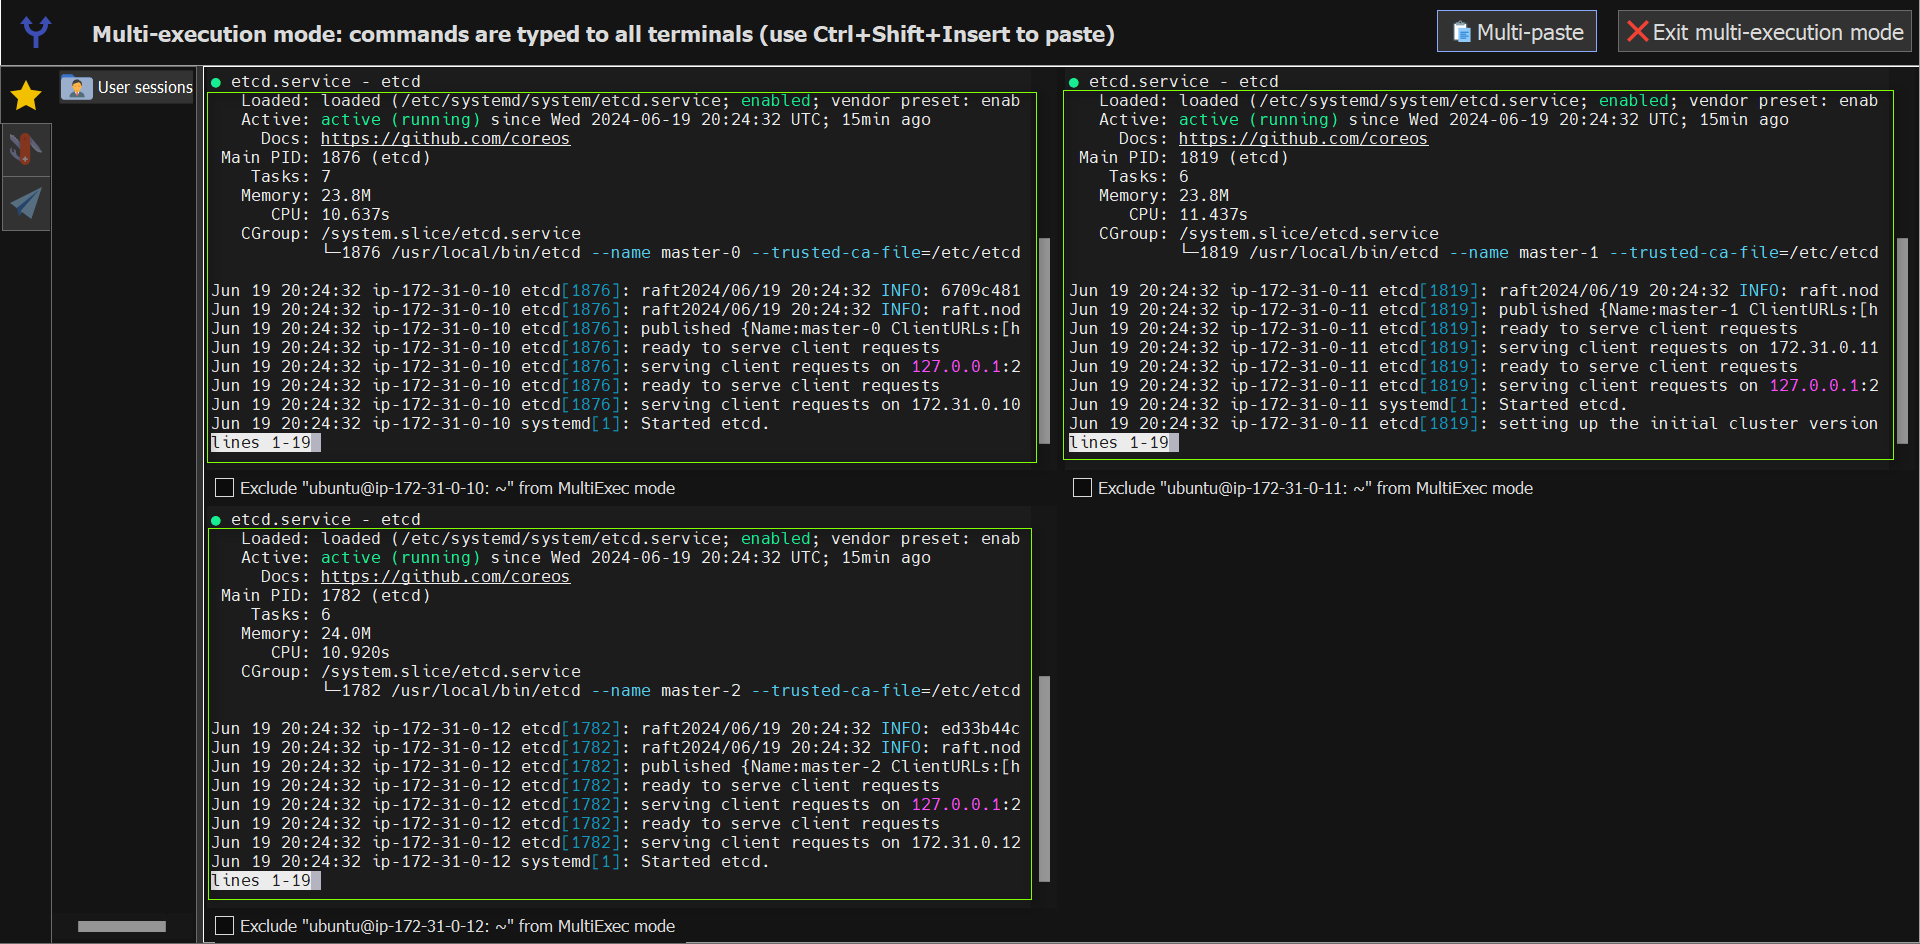 Multi-execution mode: commands are typed to all terminals (use Ctrl+Shift+Insert to paste)
Multi-paste
Exit multi-execution mode
User sessions
● etcd.service - etcd
Loaded: loaded (/etc/systemd/system/etcd.service; enabled; vendor preset: enab
Active: active (running) since Wed 2024-06-19 20:24:32 UTC; 15min ago
Docs: https://github.com/coreos
Main PID: 1876 (etcd)
Tasks: 7
Memory: 23.8M
CPU: 10.637s
CGroup: /system.slice/etcd.service
└─1876 /usr/local/bin/etcd --name master-0 --trusted-ca-file=/etc/etcd
Jun 19 20:24:32 ip-172-31-0-10 etcd[1876]: raft2024/06/19 20:24:32 INFO: 6709c481
Jun 19 20:24:32 ip-172-31-0-10 etcd[1876]: raft2024/06/19 20:24:32 INFO: raft.nod
Jun 19 20:24:32 ip-172-31-0-10 etcd[1876]: published {Name:master-0 ClientURLs:[h
Jun 19 20:24:32 ip-172-31-0-10 etcd[1876]: ready to serve client requests
Jun 19 20:24:32 ip-172-31-0-10 etcd[1876]: serving client requests on 127.0.0.1:2
Jun 19 20:24:32 ip-172-31-0-10 etcd[1876]: ready to serve client requests
Jun 19 20:24:32 ip-172-31-0-10 etcd[1876]: serving client requests on 172.31.0.10
Jun 19 20:24:32 ip-172-31-0-10 systemd[1]: Started etcd.
lines 1-19
Exclude "ubuntu@ip-172-31-0-10: ~" from MultiExec mode
● etcd.service - etcd
Loaded: loaded (/etc/systemd/system/etcd.service; enabled; vendor preset: enab
Active: active (running) since Wed 2024-06-19 20:24:32 UTC; 15min ago
Docs: https://github.com/coreos
Main PID: 1819 (etcd)
Tasks: 6
Memory: 23.8M
CPU: 11.437s
CGroup: /system.slice/etcd.service
└─1819 /usr/local/bin/etcd --name master-1 --trusted-ca-file=/etc/etcd
Jun 19 20:24:32 ip-172-31-0-11 etcd[1819]: raft2024/06/19 20:24:32 INFO: raft.nod
Jun 19 20:24:32 ip-172-31-0-11 etcd[1819]: published {Name:master-1 ClientURLs:[h
Jun 19 20:24:32 ip-172-31-0-11 etcd[1819]: ready to serve client requests
Jun 19 20:24:32 ip-172-31-0-11 etcd[1819]: serving client requests on 172.31.0.11
Jun 19 20:24:32 ip-172-31-0-11 etcd[1819]: ready to serve client requests
Jun 19 20:24:32 ip-172-31-0-11 etcd[1819]: serving client requests on 127.0.0.1:2
Jun 19 20:24:32 ip-172-31-0-11 systemd[1]: Started etcd.
Jun 19 20:24:32 ip-172-31-0-11 etcd[1819]: setting up the initial cluster version
lines 1-19
Exclude "ubuntu@ip-172-31-0-11: ~" from MultiExec mode
● etcd.service - etcd
Loaded: loaded (/etc/systemd/system/etcd.service; enabled; vendor preset: enab
Active: active (running) since Wed 2024-06-19 20:24:32 UTC; 15min ago
Docs: https://github.com/coreos
Main PID: 1782 (etcd)
Tasks: 6
Memory: 24.0M
CPU: 10.920s
CGroup: /system.slice/etcd.service
└─1782 /usr/local/bin/etcd --name master-2 --trusted-ca-file=/etc/etcd
Jun 19 20:24:32 ip-172-31-0-12 etcd[1782]: raft2024/06/19 20:24:32 INFO: ed33b44c
Jun 19 20:24:32 ip-172-31-0-12 etcd[1782]: raft2024/06/19 20:24:32 INFO: raft.nod
Jun 19 20:24:32 ip-172-31-0-12 etcd[1782]: published {Name:master-2 ClientURLs:[h
Jun 19 20:24:32 ip-172-31-0-12 etcd[1782]: ready to serve client requests
Jun 19 20:24:32 ip-172-31-0-12 etcd[1782]: serving client requests on 127.0.0.1:2
Jun 19 20:24:32 ip-172-31-0-12 etcd[1782]: ready to serve client requests
Jun 19 20:24:32 ip-172-31-0-12 etcd[1782]: serving client requests on 172.31.0.12
Jun 19 20:24:32 ip-172-31-0-12 systemd[1]: Started etcd.
lines 1-19
Exclude "ubuntu@ip-172-31-0-12: ~" from MultiExec mode